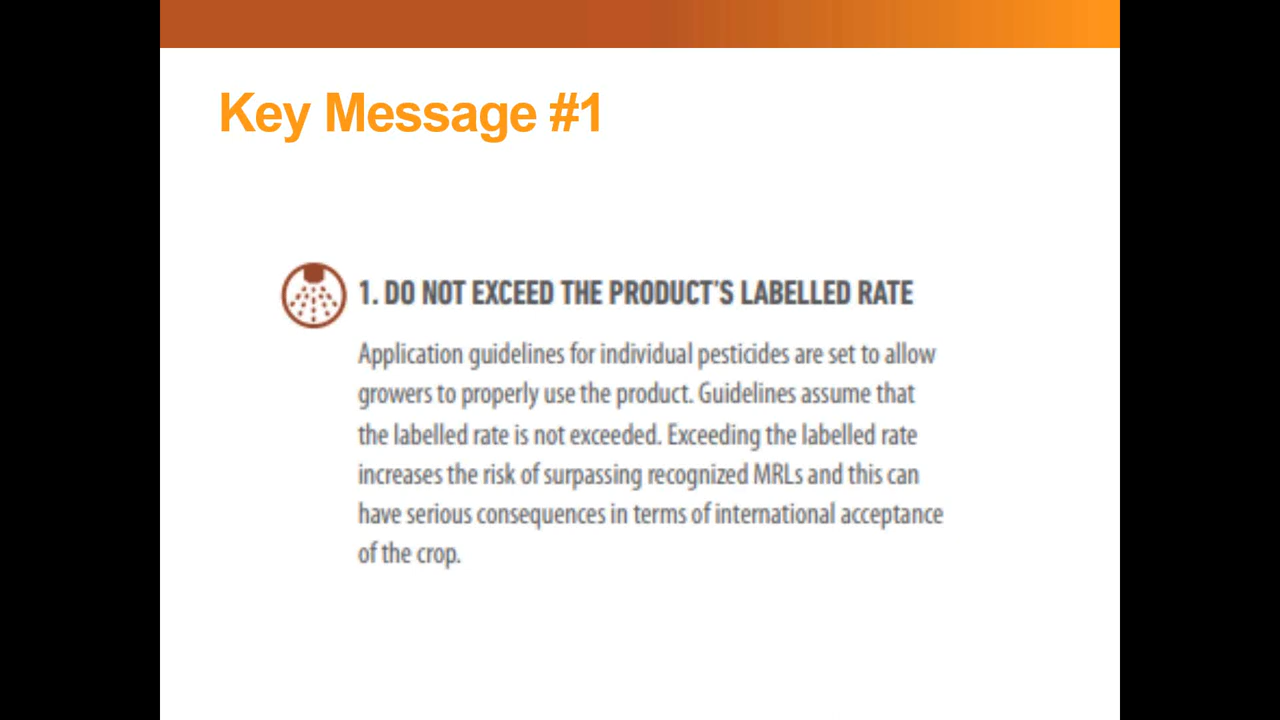 Key Message #1
1. DO NOT EXCEED THE PRODUCT'S LABELLED RATE
Application guidelines for individual pesticides are set to allow
growers to properly use the product. Guidelines assume that
the labelled rate is not exceeded. Exceeding the labelled rate
increases the risk of surpassing recognized MRLs and this can
have serious consequences in terms of international acceptance
of the crop.